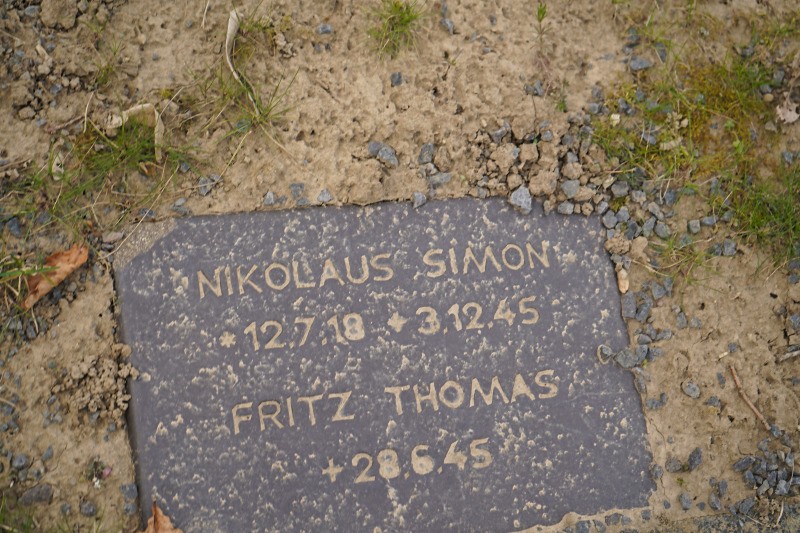 NIKOLAUS SIMON
* 12.7.18 + 3.12.45
FRITZ THOMAS
+ 28.6.45